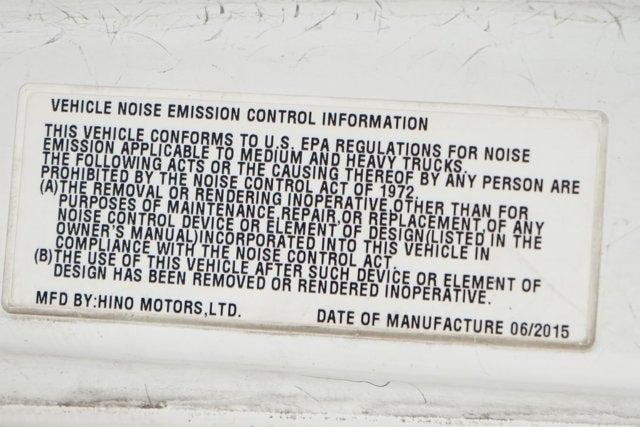 VEHICLE NOISE EMISSION CONTROL INFORMATION
THIS VEHICLE CONFORMS TO U.S. EPA REGULATIONS FOR NOISE
EMISSION APPLICABLE TO MEDIUM AND HEAVY TRUCKS.
THE FOLLOWING ACTS OR THE CAUSING THEREOF BY ANY PERSON ARE
PROHIBITED BY THE NOISE CONTROL ACT OF 1972
(A)THE REMOVAL OR RENDERING INOPERATIVE,OTHER THAN FOR
PURPOSES OF MAINTENANCE,REPAIR,OR REPLACEMENT,OF ANY
NOISE CONTROL DEVICE OR ELEMENT OF DESIGN(LISTED IN THE
OWNER'S MANUAL)INCORPORATED INTO THIS VEHICLE IN
COMPLIANCE WITH THE NOISE CONTROL ACT,
(B)THE USE OF THIS VEHICLE AFTER SUCH DEVICE OR ELEMENT OF
DESIGN HAS BEEN REMOVED OR RENDERED INOPERATIVE.
MFD BY:HINO MOTORS,LTD. DATE OF MANUFACTURE 06/2015